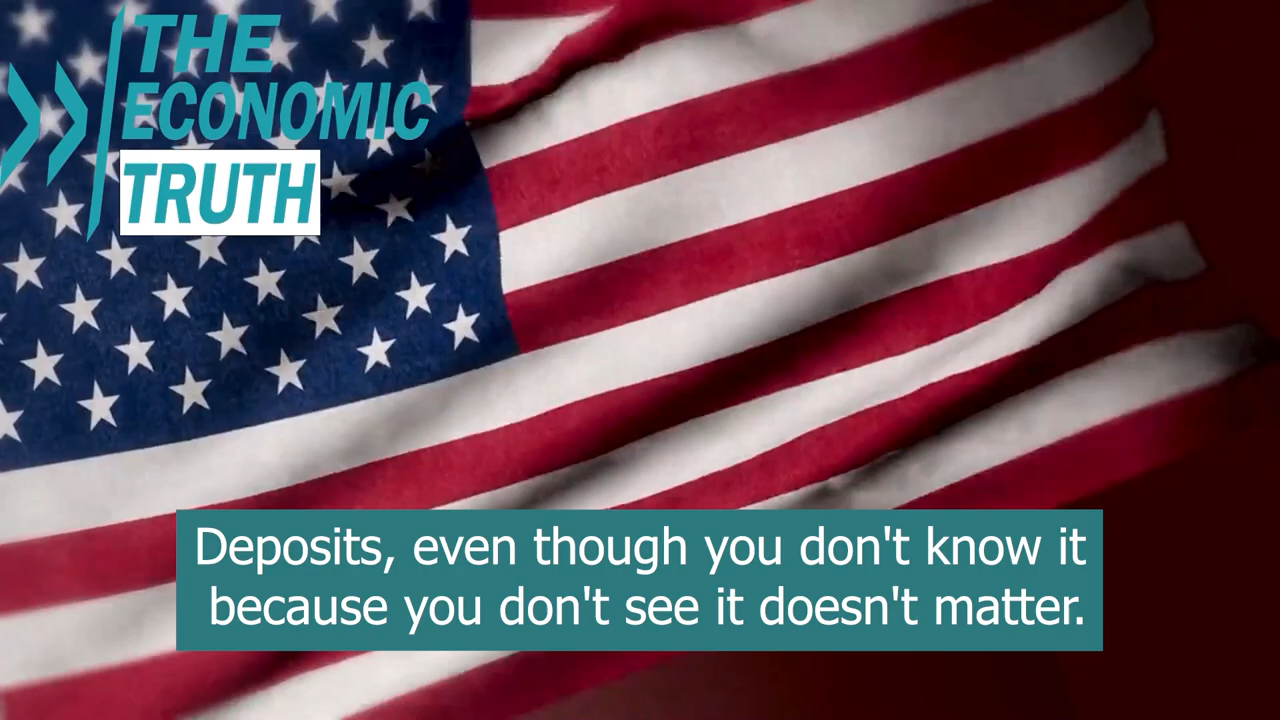 THE
ECONOMIC
TRUTH
Deposits, even though you don't know it
because you don't see it doesn't matter.